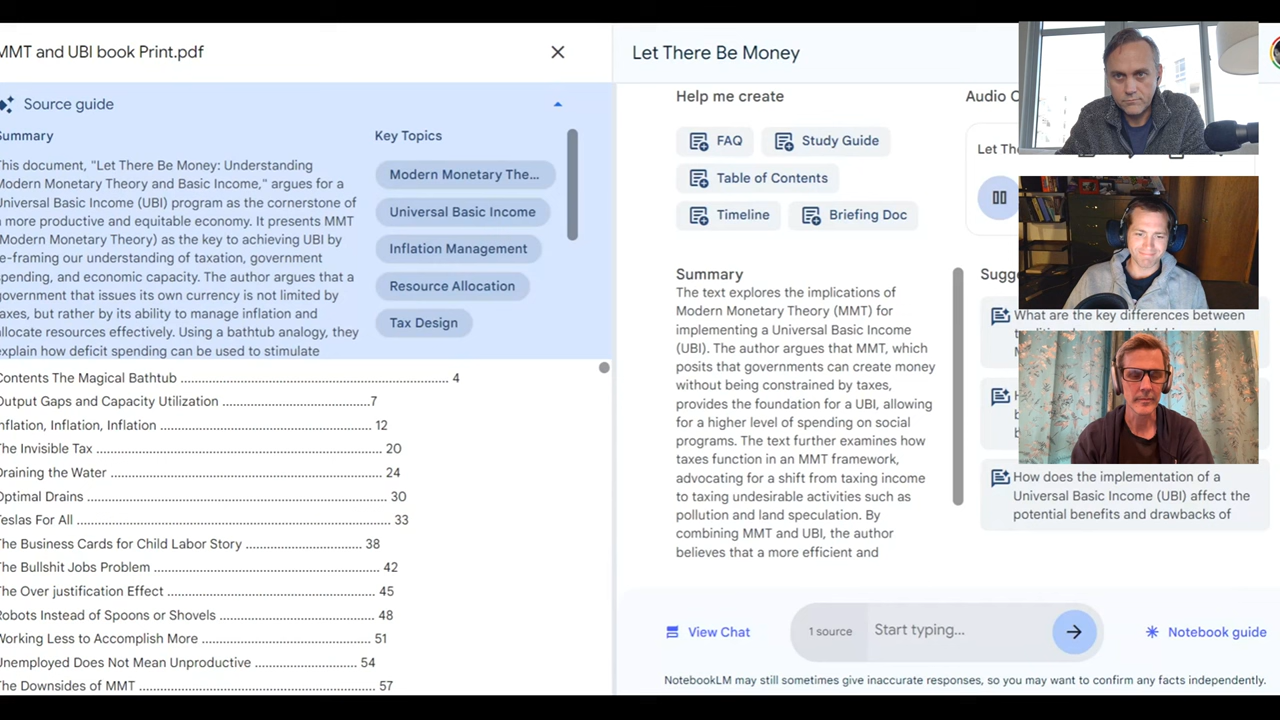 MMT and UBI book Print.pdf
Source guide
Summary
This document, "Let There Be Money: Understanding
Modern Monetary Theory and Basic Income," argues for a
Universal Basic Income (UBI) program as the cornerstone of
a more productive and equitable economy. It presents MMT
(Modern Monetary Theory) as the key to achieving UBI by
re-framing our understanding of taxation, government
spending, and economic capacity. The author argues that a
government that issues its own currency is not limited by
taxes, but rather by its ability to manage inflation and
allocate resources effectively. Using a bathtub analogy, they
explain how deficit spending can be used to stimulate
Key Topics
Modern Monetary The...
Universal Basic Income
Inflation Management
Resource Allocation
Tax Design
Contents The Magical Bathtub ........ 4
Output Gaps and Capacity Utilization ........7
Inflation, Inflation, Inflation ........ 12
The Invisible Tax ........ 20
Draining the Water ........ 24
Optimal Drains ........ 30
Teslas For All ........ 33
The Business Cards for Child Labor Story ........ 38
The Bullshit Jobs Problem ........ 42
The Over justification Effect ........ 45
Robots Instead of Spoons or Shovels ........ 48
Working Less to Accomplish More ........ 51
Unemployed Does Not Mean Unproductive ........ 54
The Downsides of MMT ........ 57
Let There Be Money
Help me create
FAQ
Study Guide
Table of Contents
Timeline
Briefing Doc
Audio
Let
Summary
The text explores the implications of
Modern Monetary Theory (MMT) for
implementing a Universal Basic Income
(UBI). The author argues that MMT, which
posits that governments can create money
without being constrained by taxes,
provides the foundation for a UBI, allowing
for a higher level of spending on social
programs. The text further examines how
taxes function in an MMT framework,
advocating for a shift from taxing income
to taxing undesirable activities such as
pollution and land speculation. By
combining MMT and UBI, the author
believes that a more efficient and
What are the key differences between
How does the implementation of a
Universal Basic Income (UBI) affect the
potential benefits and drawbacks of
View Chat
1 source
Start typing...
Notebook guide
NotebookLM may still sometimes give inaccurate responses, so you may want to confirm any facts independently.